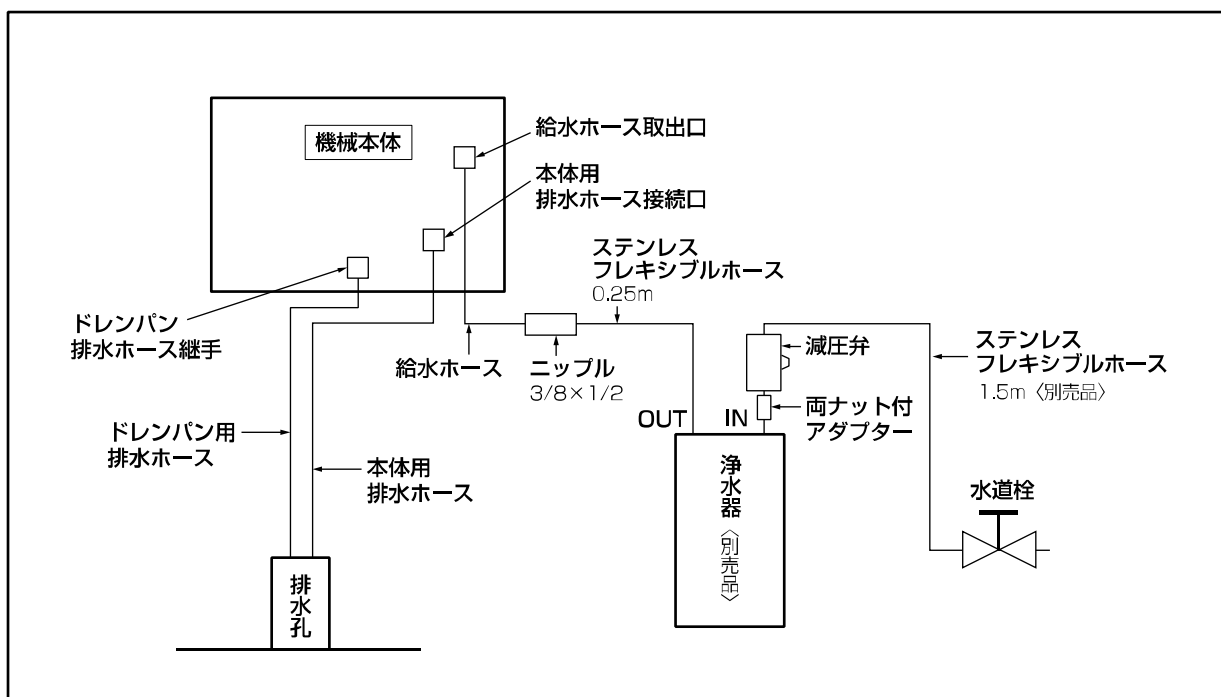 機械本体
給水ホース取出口
本体用
排水ホース接続口
ステンレス
フレキシブルホース
0.25m
ドレンパン
排水ホース継手
給水ホース
ニップル
3/8×1/2
減圧弁
ステンレス
フレキシブルホース
1.5m〈別売品〉
両ナット付
アダプター
OUT
IN
ドレンパン用
排水ホース
本体用
排水ホース
浄水器〈別売品〉
水道栓
排水孔